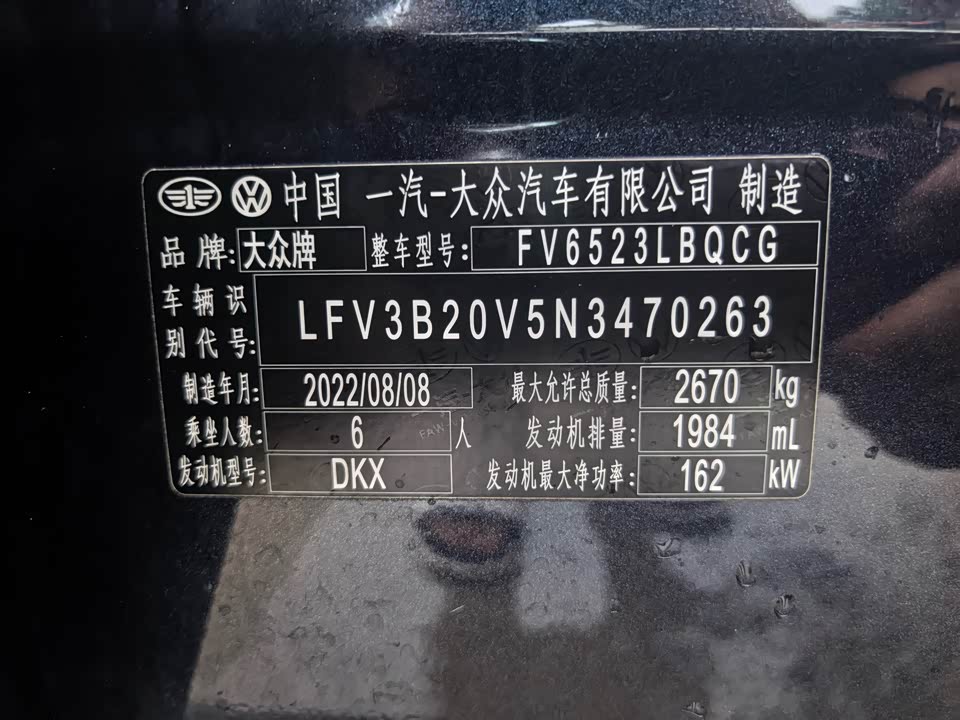 中国 一汽-大众汽车有限公司 制造
品牌: 大众牌 整车型号: FV6523LBQCG
车辆识别代号: LFV3B20V5N3470263
制造年月: 2022/08/08 最大允许总质量: 2670 kg
乘坐人数: 6 人 发动机排量: 1984 mL
发动机型号: DKX 发动机最大净功率: 162 kW